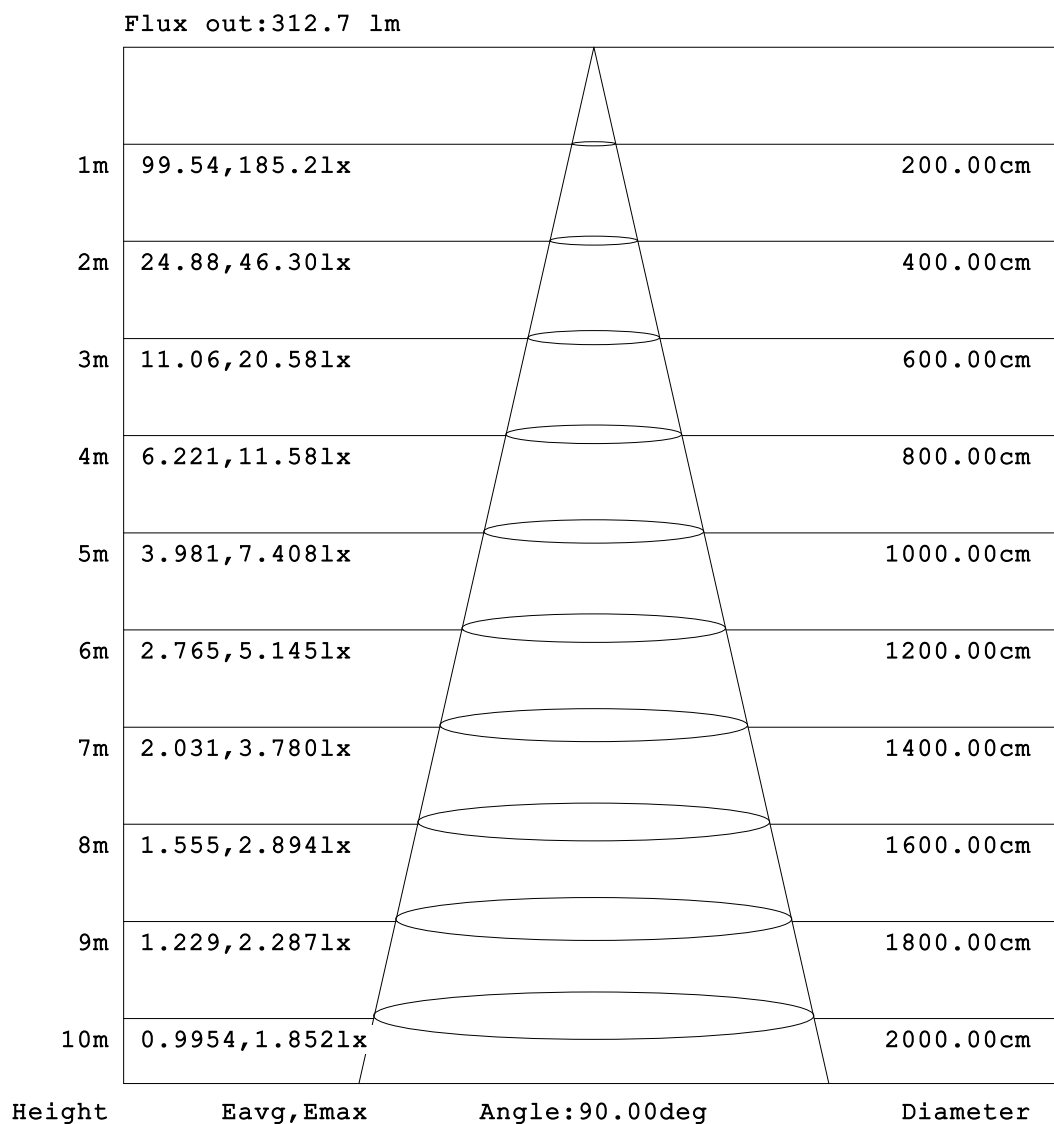 Flux out:312.7 lm
1m 99.54,185.2lx 200.00cm
2m 24.88,46.30lx 400.00cm
3m 11.06,20.58lx 600.00cm
4m 6.221,11.58lx 800.00cm
5m 3.981,7.408lx 1000.00cm
6m 2.765,5.145lx 1200.00cm
7m 2.031,3.780lx 1400.00cm
8m 1.555,2.894lx 1600.00cm
9m 1.229,2.287lx 1800.00cm
10m 0.9954,1.852lx 2000.00cm
Height Eavg,Emax Angle:90.00deg Diameter